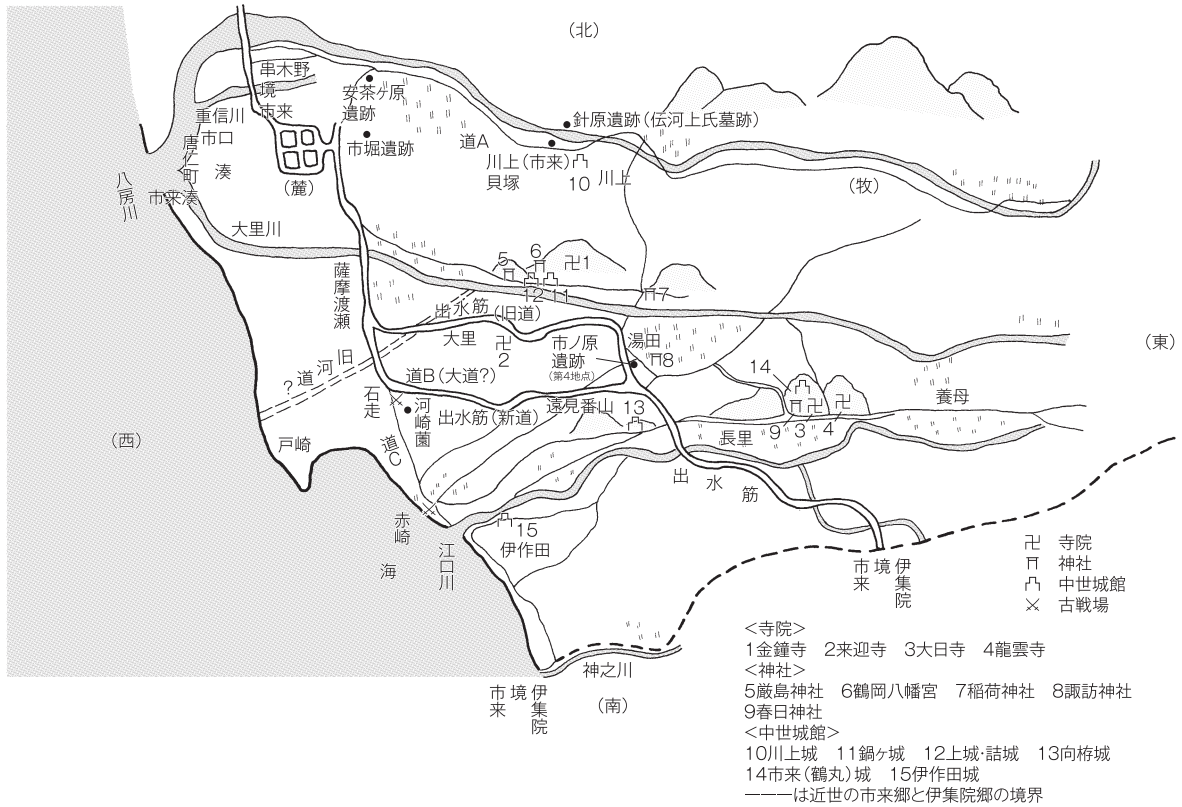 (北)
串木野
境
市来
重信川
市口
唐仁町
湊
八房川
市来湊
(麓)
安茶ヶ原
遺跡
市堀遺跡
道A
針原遺跡(伝河上氏墓跡)
川上(市来)
貝塚
10
川上
(牧)
大里川
薩摩渡瀬
5
6
卍1
12
11
7
出水筋(旧道)
大里
卍
2
市ノ原
遺跡
(第4地点)
湯田
8
14
(東)
旧河道?
道B(大道?)
石走
河崎薗
出水筋(新道)
遠見番山
13
9
3
4
卍
卍
養母
長里
(西)
戸崎
道C
出水筋
赤崎
江口川
海
15
伊作田
市来
境
伊集院
神之川
市来
境
伊集院
(南)
卍 寺院
神社
中世城館
古戦場
<寺院>
1金鐘寺 2来迎寺 3大日寺 4龍雲寺
<神社>
5厳島神社 6鶴岡八幡宮 7稲荷神社 8諏訪神社
9春日神社
<中世城館>
10川上城 11鍋ヶ城 12上城・詰城 13向栫城
14市来(鶴丸)城 15伊作田城
ーーーは近世の市来郷と伊集院郷の境界